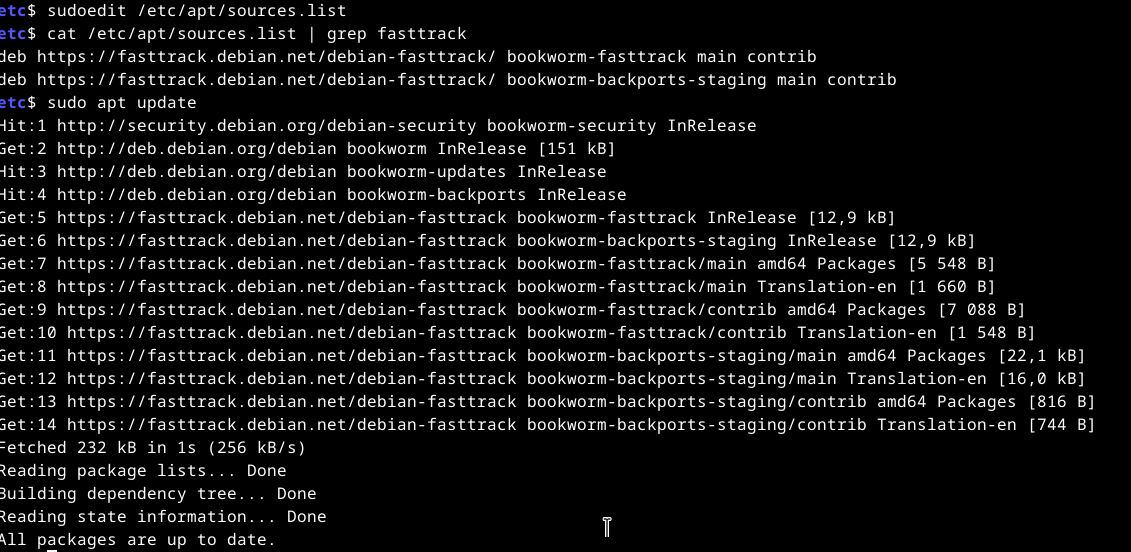 etc$ sudoedit /etc/apt/sources.list
etc$ cat /etc/apt/sources.list | grep fasttrack
deb https://fasttrack.debian.net/debian-fasttrack/ bookworm-fasttrack main contrib
deb https://fasttrack.debian.net/debian-fasttrack/ bookworm-backports-staging main contrib
etc$ sudo apt update
Hit:1 http://security.debian.org/debian-security bookworm-security InRelease
Get:2 http://deb.debian.org/debian bookworm InRelease [151 kB]
Hit:3 http://deb.debian.org/debian bookworm-updates InRelease
Hit:4 http://deb.debian.org/debian bookworm-backports InRelease
Get:5 https://fasttrack.debian.net/debian-fasttrack bookworm-fasttrack InRelease [12,9 kB]
Get:6 https://fasttrack.debian.net/debian-fasttrack bookworm-backports-staging InRelease [12,9 kB]
Get:7 https://fasttrack.debian.net/debian-fasttrack bookworm-fasttrack/main amd64 Packages [5 548 B]
Get:8 https://fasttrack.debian.net/debian-fasttrack bookworm-fasttrack/main Translation-en [1 660 B]
Get:9 https://fasttrack.debian.net/debian-fasttrack bookworm-fasttrack/contrib amd64 Packages [7 088 B]
Get:10 https://fasttrack.debian.net/debian-fasttrack bookworm-fasttrack/contrib Translation-en [1 548 B]
Get:11 https://fasttrack.debian.net/debian-fasttrack bookworm-backports-staging/main amd64 Packages [22,1 kB]
Get:12 https://fasttrack.debian.net/debian-fasttrack bookworm-backports-staging/main Translation-en [16,0 kB]
Get:13 https://fasttrack.debian.net/debian-fasttrack bookworm-backports-staging/contrib amd64 Packages [816 B]
Get:14 https://fasttrack.debian.net/debian-fasttrack bookworm-backports-staging/contrib Translation-en [744 B]
Fetched 232 kB in 1s (256 kB/s)
Reading package lists... Done
Building dependency tree... Done
Reading state information... Done
All packages are up to date.